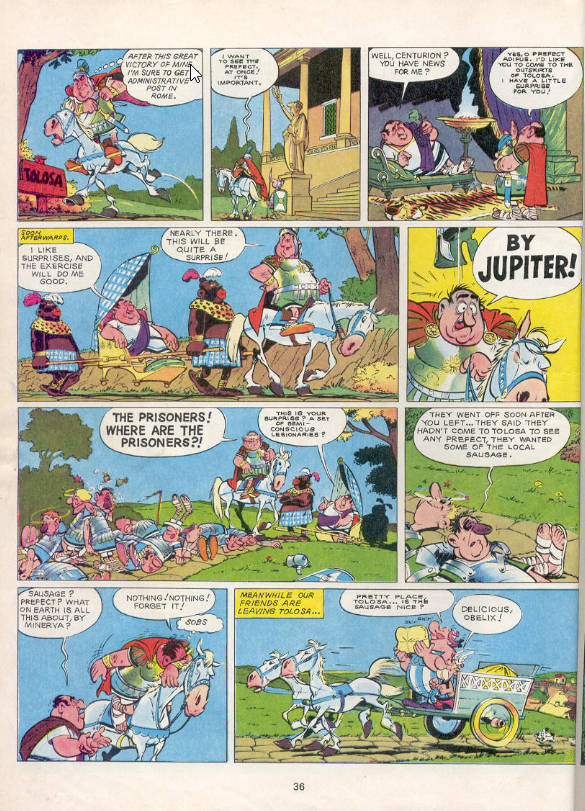 AFTER THIS GREAT
VICTORY OF MINE,
I'M SURE TO GET
ADMINISTRATIVE
POST IN
ROME.
TOLOSA
I WANT
TO SEE THE
PREFECT,
AT ONCE!
IT'S
IMPORTANT.
WELL, CENTURION?
YOU HAVE NEWS
FOR ME?
YES, O PREFECT
ADIPUS. I'D LIKE
YOU TO COME TO THE
OUTSKIRTS
OF TOLOSA.
I HAVE A LITTLE
SURPRISE
FOR YOU!
SOON
AFTERWARDS.
I LIKE
SURPRISES, AND
THE EXERCISE
WILL DO ME
GOOD.
NEARLY THERE.
THIS WILL BE
QUITE A
SURPRISE!
BY
JUPITER!
THE PRISONERS!
WHERE ARE THE
PRISONERS?!
THIS IS YOUR
SURPRISE? A SET
OF SEMI-
CONSCIOUS
LEGIONARIES?
THEY WENT OFF SOON AFTER
YOU LEFT... THEY SAID THEY
HADN'T COME TO TOLOSA TO SEE
ANY PREFECT, THEY WANTED
SOME OF THE LOCAL
SAUSAGE.
SAUSAGE?
PREFECT? WHAT
ON EARTH IS ALL
THIS ABOUT, BY
MINERVA?
NOTHING! NOTHING!
FORGET IT!
SOBS
MEANWHILE OUR
FRIENDS ARE
LEAVING TOLOSA...
PRETTY PLACE,
TOLOSA... IS THE
SAUSAGE NICE?
DELICIOUS,
OBELIX!
36